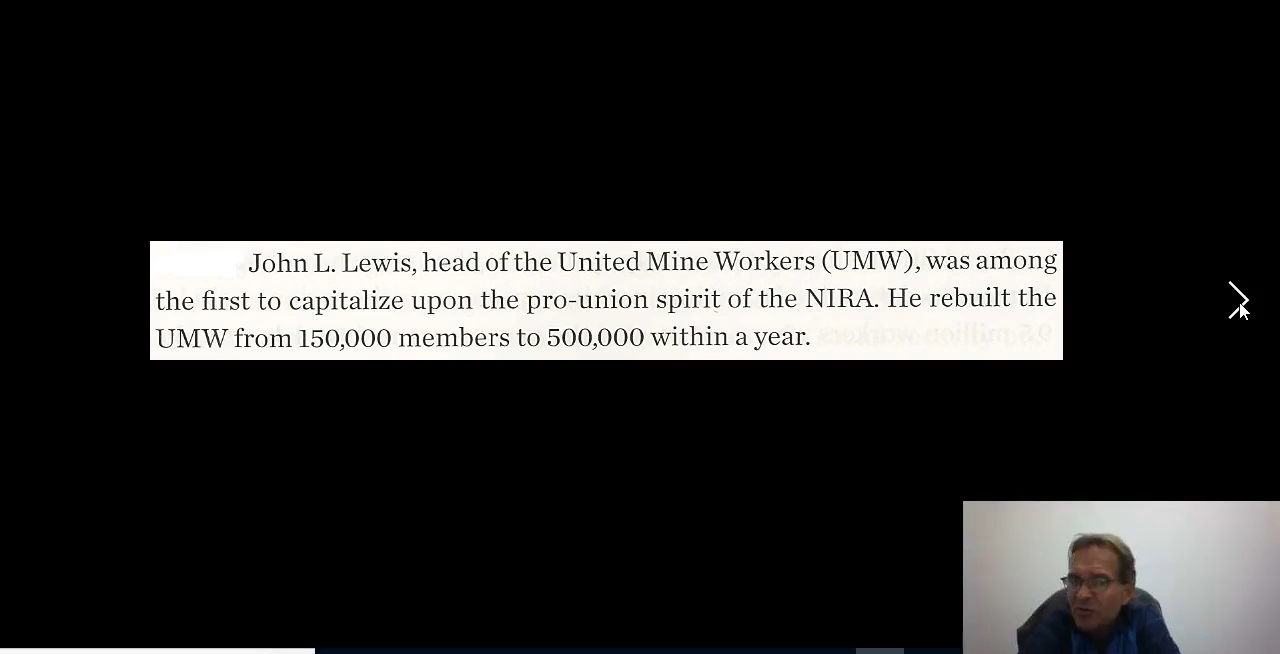 John L. Lewis, head of the United Mine Workers (UMW), was among
the first to capitalize upon the pro-union spirit of the NIRA. He rebuilt the
UMW from 150,000 members to 500,000 within a year.